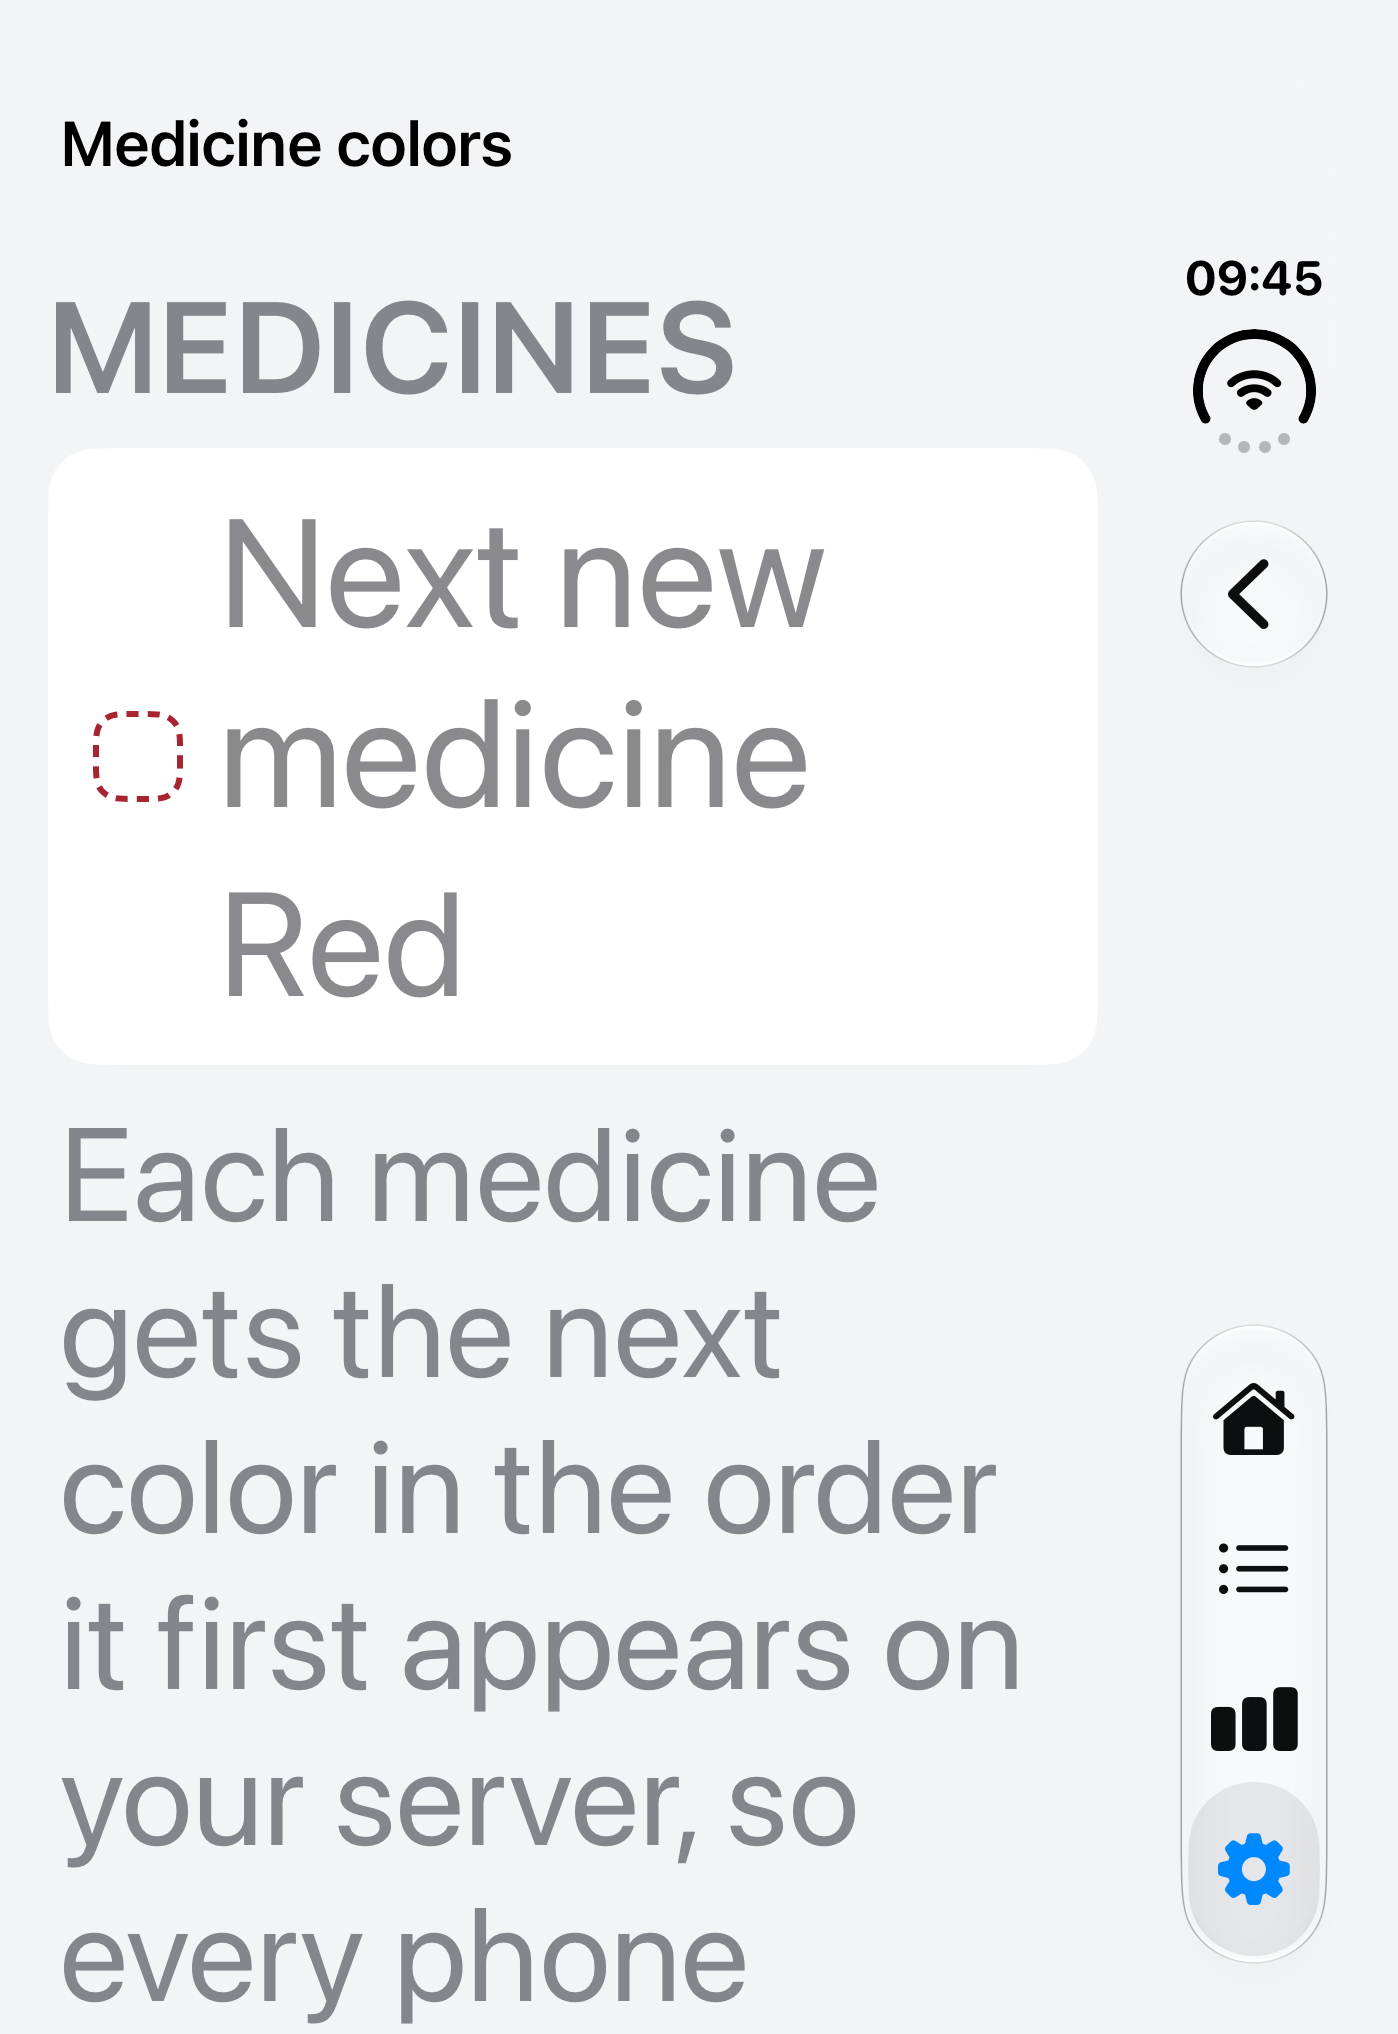 Medicine colors
09:45
MEDICINES
Next new
medicine
Red
Each medicine
gets the next
color in the order
it first appears on
your server, so
every phone